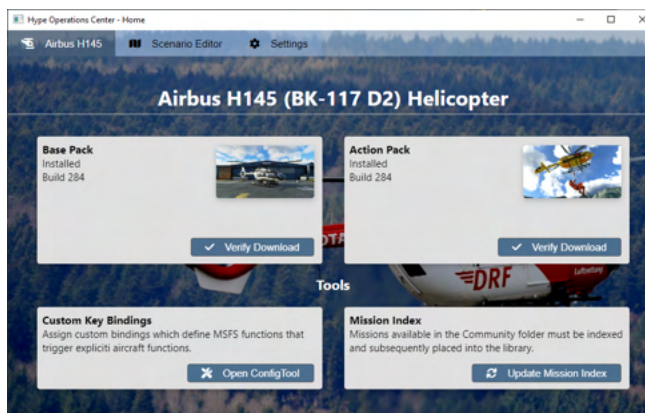 Hype Operations Center - Home
Airbus H145
Scenario Editor
Settings
Airbus H145 (BK-117 D2) Helicopter
Base Pack
Installed
Build 284
Verify Download
Action Pack
Installed
Build 284
Verify Download
DRF
Luftrettung
Tools
Custom Key Bindings
Assign custom bindings which define MSFS functions that
trigger expliciti aircraft functions.
Open ConfigTool
Mission Index
Missions available in the Community folder must be indexed
and subsequently placed into the library.
Update Mission Index